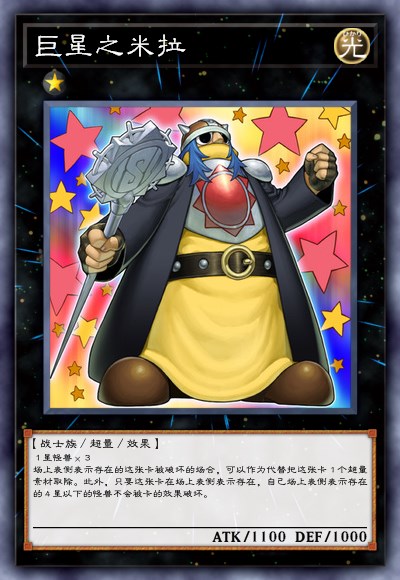 巨星之米拉
光
【战士族／超量／效果】
1星怪兽×3
场上表侧表示存在的这张卡被破坏的场合，可以作为代替把这张卡1个超量
素材取除。此外，只要这张卡在场上表侧表示存在，自己场上表侧表示存在
的4星以下的怪兽不会被卡的效果破坏。
ATK/1100 DEF/1000